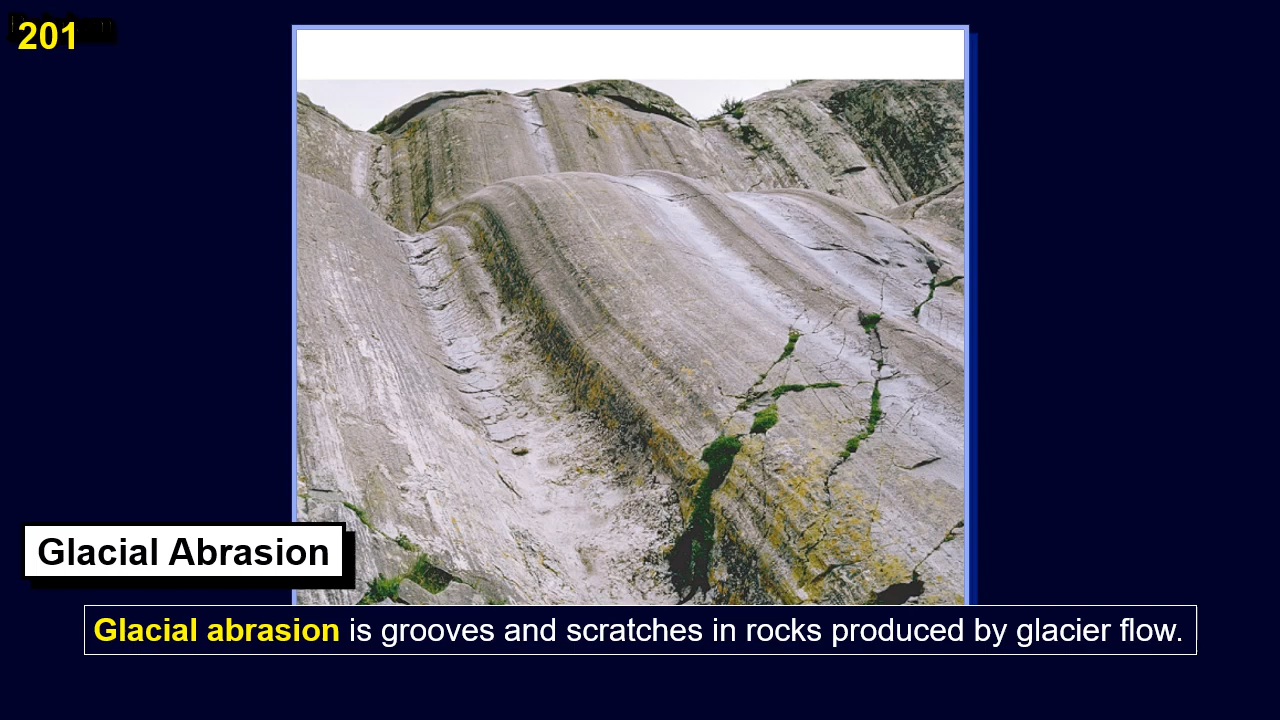 201
Glacial Abrasion
Glacial abrasion is grooves and scratches in rocks produced by glacier flow.